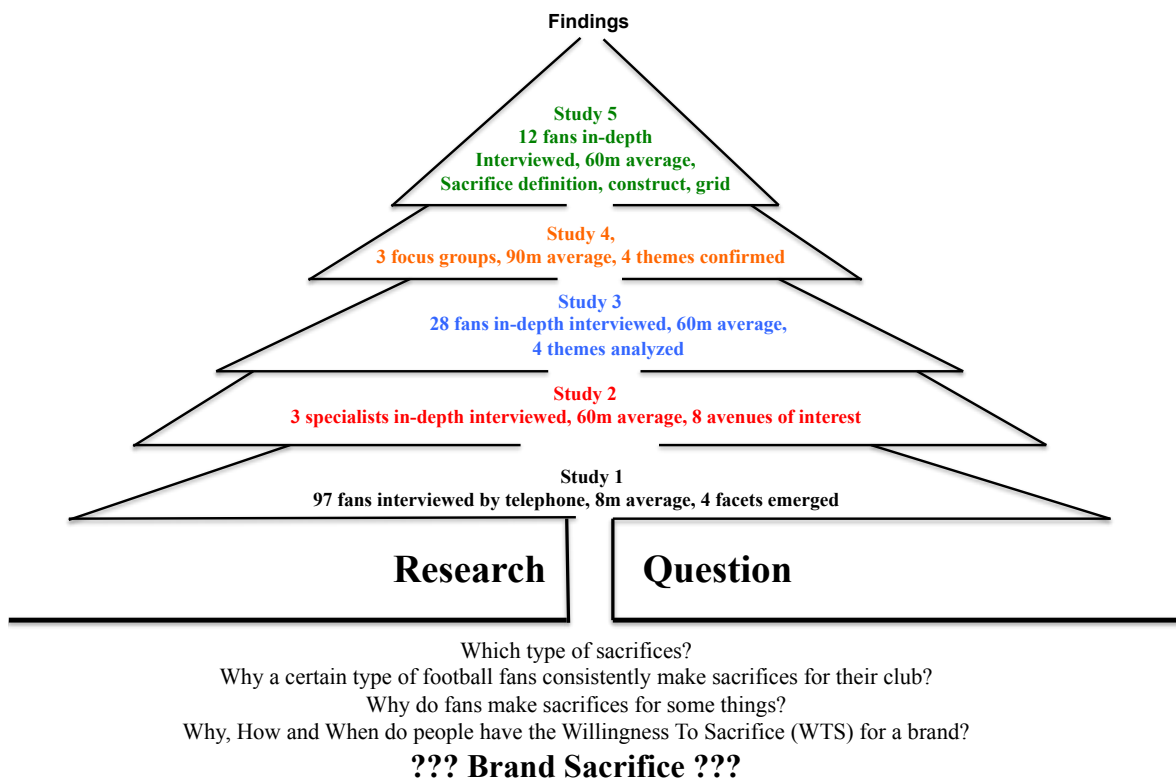 Findings
Study 5
12 fans in-depth
Interviewed, 60m average,
Sacrifice definition, construct, grid
Study 4,
3 focus groups, 90m average, 4 themes confirmed
Study 3
28 fans in-depth interviewed, 60m average,
4 themes analyzed
Study 2
3 specialists in-depth interviewed, 60m average, 8 avenues of interest
Study 1
97 fans interviewed by telephone, 8m average, 4 facets emerged
Research Question
Which type of sacrifices?
Why a certain type of football fans consistently make sacrifices for their club?
Why do fans make sacrifices for some things?
Why, How and When do people have the Willingness To Sacrifice (WTS) for a brand?
??? Brand Sacrifice ???